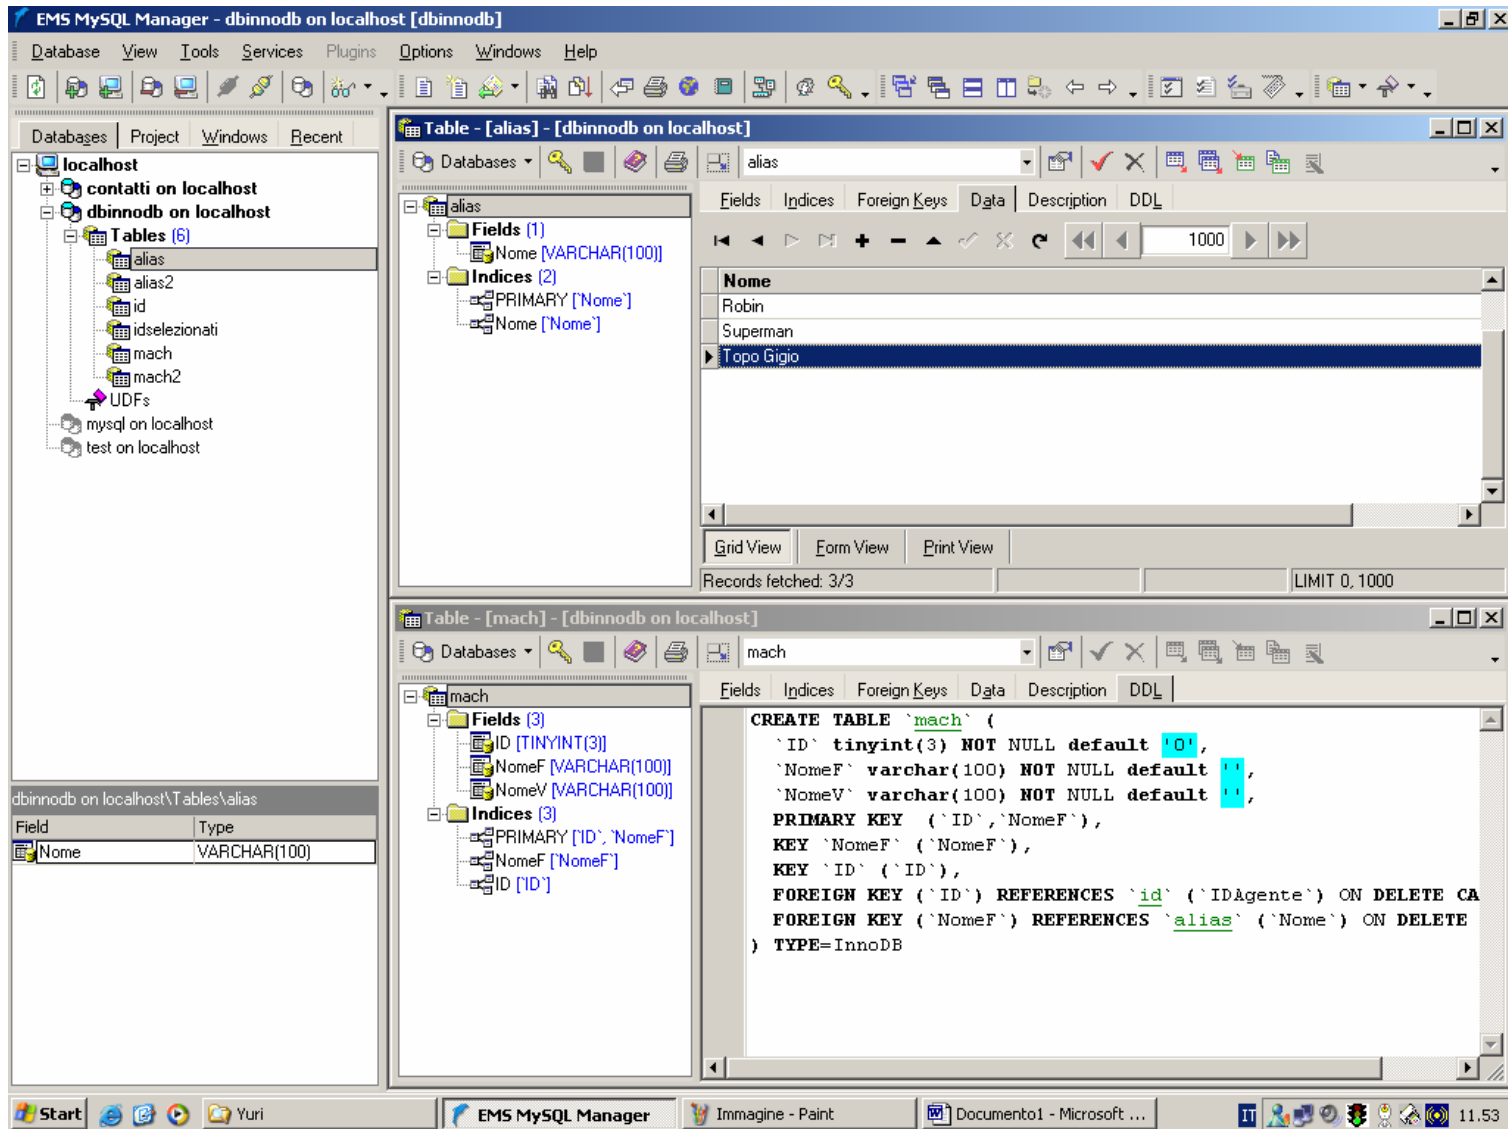 EMS MySQL Manager - dbinnodb on localhost [dbinnodb]
Database View Tools Services Plugins Options Windows Help
Databases Project Windows Recent
localhost
contatti on localhost
dbinnodb on localhost
Tables (6)
alias
alias2
id
idselezionati
mach
mach2
UDFs
mysql on localhost
test on localhost
dbinnodb on localhost\Tables\alias
Field Type
Nome VARCHAR(100)
Table - [alias] - [dbinnodb on localhost]
Databases alias
alias
Fields (1)
Nome [VARCHAR(100)]
Indices (2)
PRIMARY [`Nome`]
Nome [`Nome`]
Fields Indices Foreign Keys Data Description DDL
1000
Nome
Robin
Superman
Topo Gigio
Grid View Form View Print View
Records fetched: 3/3 LIMIT 0, 1000
Table - [mach] - [dbinnodb on localhost]
Databases mach
mach
Fields (3)
ID [TINYINT(3)]
NomeF [VARCHAR(100)]
NomeV [VARCHAR(100)]
Indices (3)
PRIMARY [`ID`, `NomeF`]
NomeF [`NomeF`]
ID [`ID`]
Fields Indices Foreign Keys Data Description DDL
CREATE TABLE `mach` (
`ID` tinyint(3) NOT NULL default '0',
`NomeF` varchar(100) NOT NULL default '',
`NomeV` varchar(100) NOT NULL default '',
PRIMARY KEY (`ID`,`NomeF`),
KEY `NomeF` (`NomeF`),
KEY `ID` (`ID`),
FOREIGN KEY (`ID`) REFERENCES `id` (`IDAgente`) ON DELETE CA
FOREIGN KEY (`NomeF`) REFERENCES `alias` (`Nome`) ON DELETE
) TYPE=InnoDB
Start Yuri EMS MySQL Manager Immagine - Paint Documento1 - Microsoft ... IT 11.53